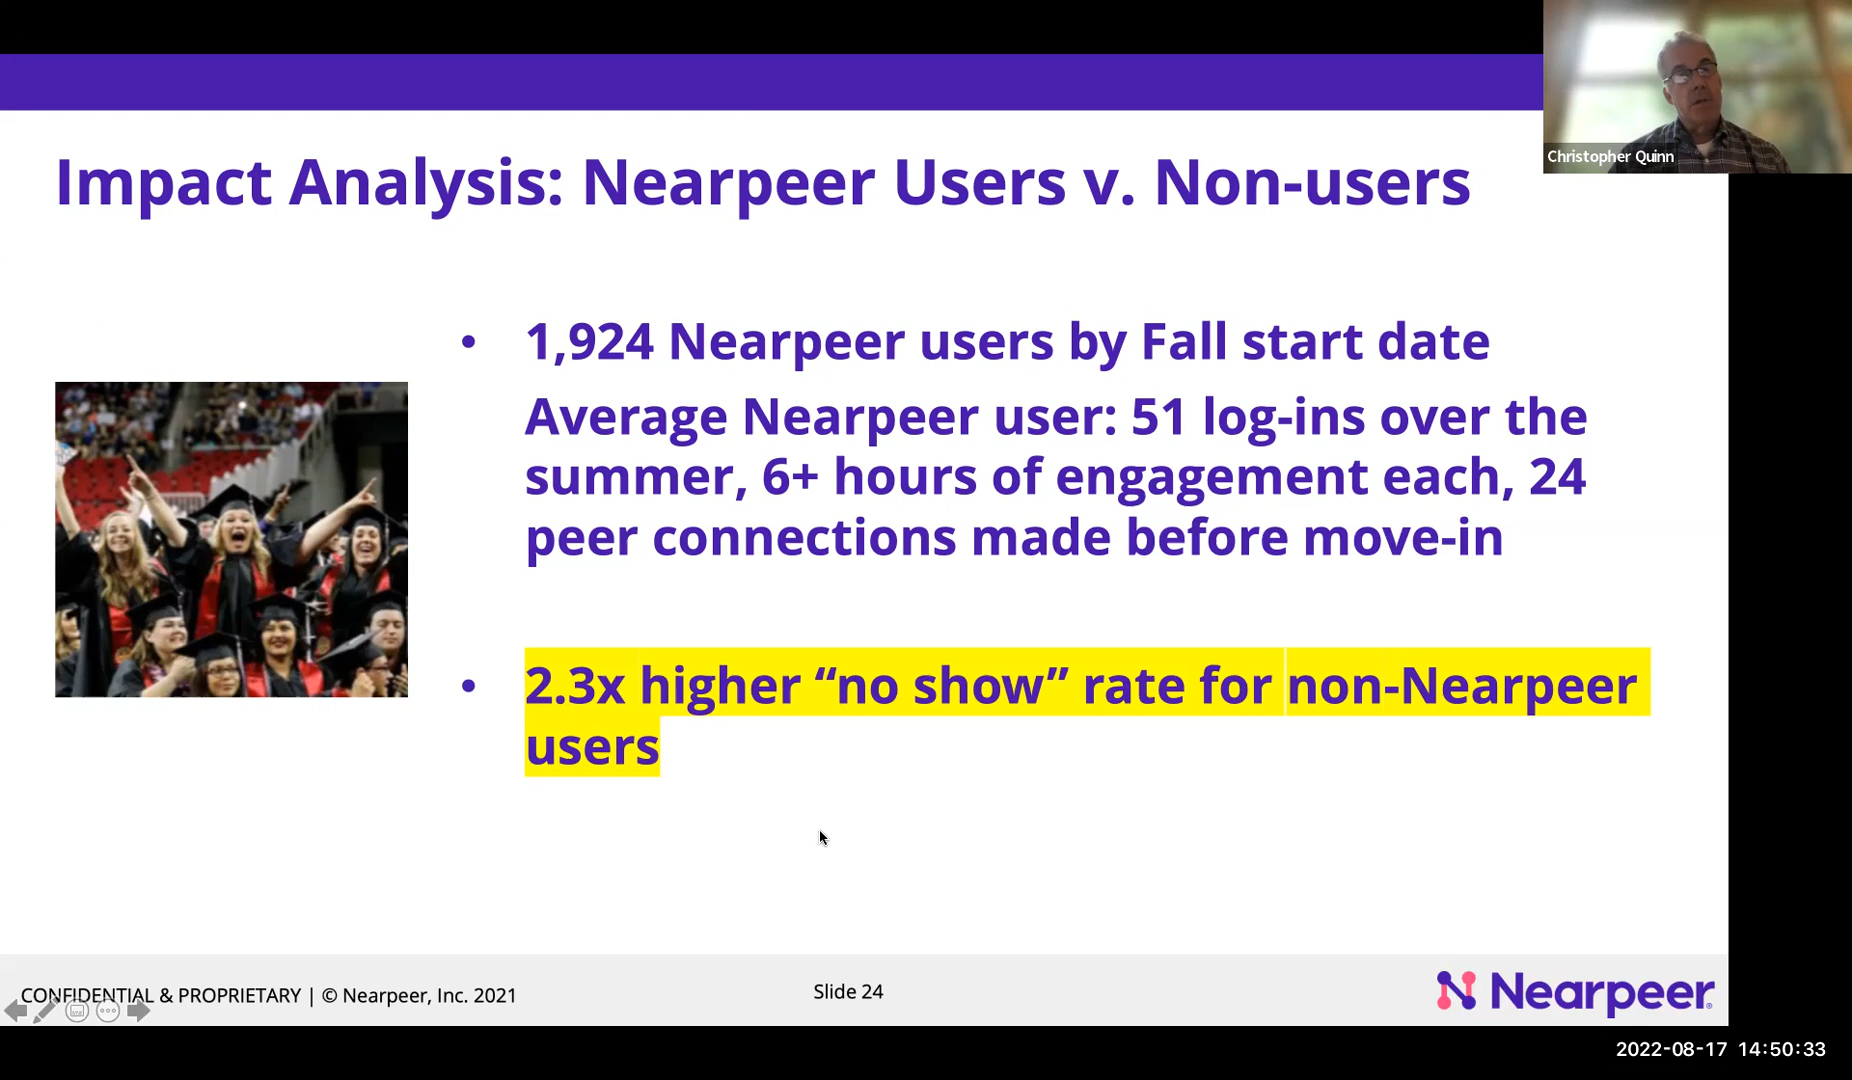 Christopher Quinn
Impact Analysis: Nearpeer Users v. Non-users
• 1,924 Nearpeer users by Fall start date
Average Nearpeer user: 51 log-ins over the
summer, 6+ hours of engagement each, 24
peer connections made before move-in
• 2.3x higher “no show” rate for non-Nearpeer
users
CONFIDENTIAL & PROPRIETARY | © Nearpeer, Inc. 2021
Slide 24
Nearpeer®
2022-08-17 14:50:33